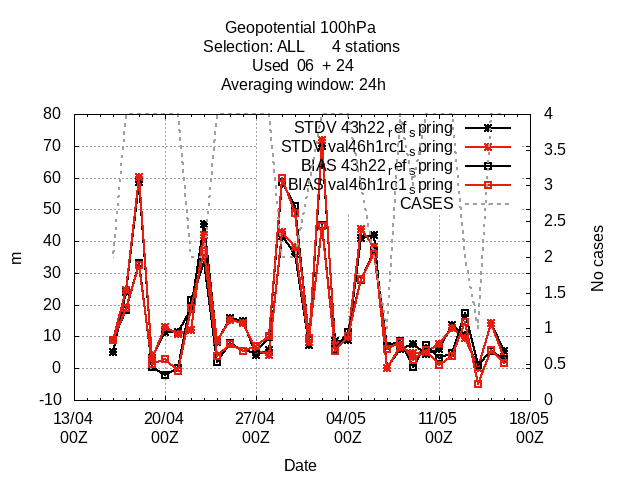 Geopotential 100hPa
Selection: ALL 4 stations
Used 06 + 24
Averaging window: 24h
STDV 43h22_ref_spring
STDV val46h1rc1_spring
BIAS 43h22_ref_spring
BIAS val46h1rc1_spring
CASES
80
70
60
50
40
30
20
10
0
-10
m
4
3.5
3
2.5
2
1.5
1
0.5
0
No cases
13/04 20/04 27/04 04/05 11/05 18/05
00Z 00Z 00Z 00Z 00Z 00Z
Date